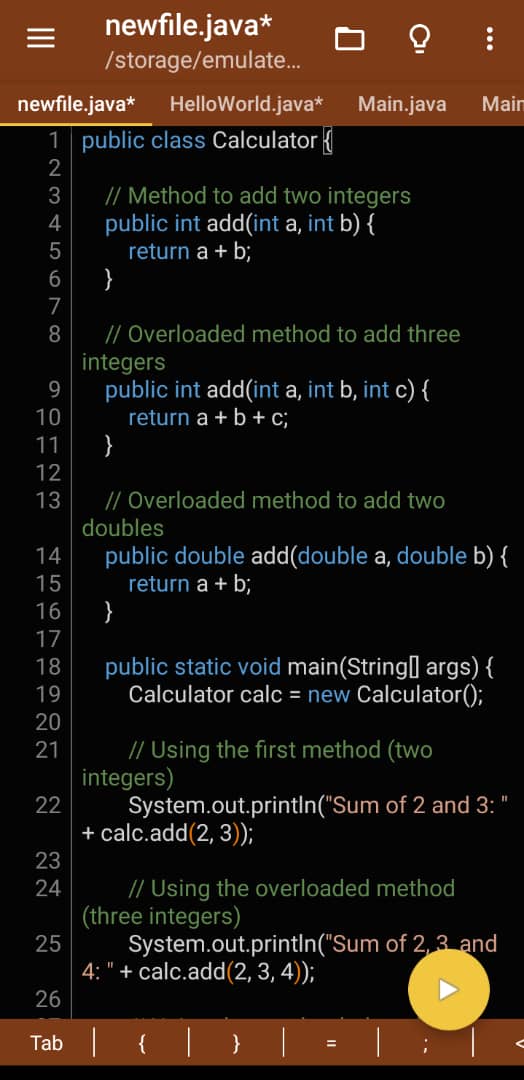 newfile.java*
/storage/emulate...
newfile.java* HelloWorld.java* Main.java Main
1 public class Calculator {
2
3 // Method to add two integers
4 public int add(int a, int b) {
5 return a + b;
6 }
7
8 // Overloaded method to add three
integers
9 public int add(int a, int b, int c) {
10 return a + b + c;
11 }
12
13 // Overloaded method to add two
doubles
14 public double add(double a, double b) {
15 return a + b;
16 }
17
18 public static void main(String[] args) {
19 Calculator calc = new Calculator();
20
21 // Using the first method (two
integers)
22 System.out.println("Sum of 2 and 3: "
+ calc.add(2, 3));
23
24 // Using the overloaded method
(three integers)
25 System.out.println("Sum of 2, 3, and
4: " + calc.add(2, 3, 4));
26
Tab { } = ; <